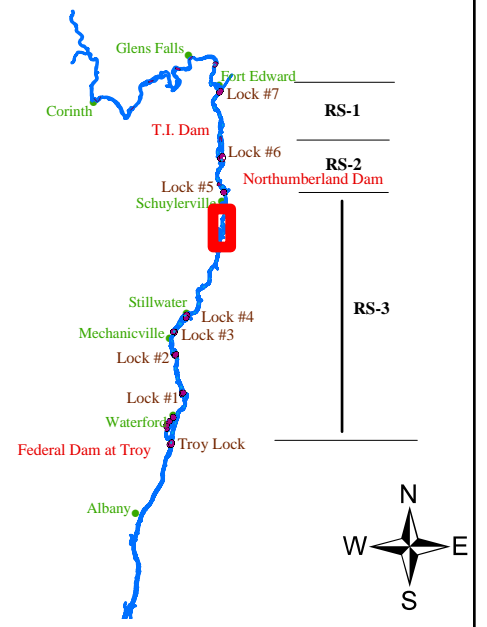 Glens Falls
Fort Edward
Lock #7
Corinth
RS-1
T.I. Dam
Lock #6
RS-2
Northumberland Dam
Lock #5
Schuylerville
Stillwater
RS-3
Lock #4
Mechanicville
Lock #3
Lock #2
Lock #1
Waterford
Federal Dam at Troy
Troy Lock
Albany
N
W
E
S